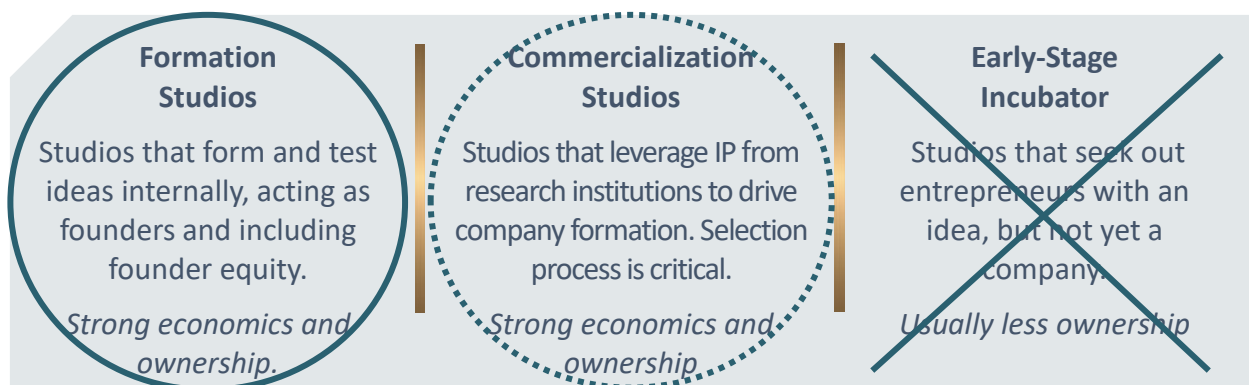 Formation
Studios
Studios that form and test
ideas internally, acting as
founders and including
founder equity.
Strong economics and
ownership.
Commercialization
Studios
Studios that leverage IP from
research institutions to drive
company formation. Selection
process is critical.
Strong economics and
ownership
Early-Stage
Incubator
Studios that seek out
entrepreneurs with an
idea, but not yet a
company.
Usually less ownership